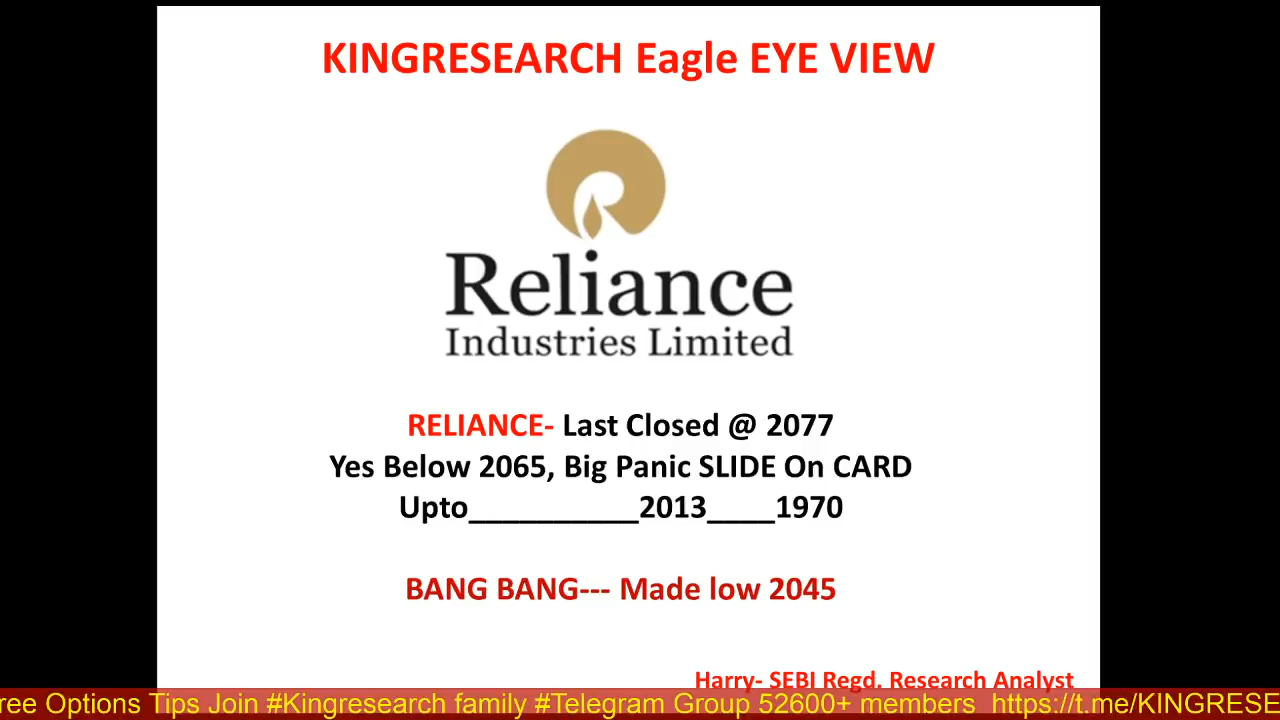 KINGRESEARCH Eagle EYE VIEW
Reliance
Industries Limited
RELIANCE- Last Closed @ 2077
Yes Below 2065, Big Panic SLIDE On CARD
Upto__________2013____1970
BANG BANG--- Made low 2045
Harry- SEBI Regd. Research Analyst
ree Options Tips Join #Kingresearch family #Telegram Group 52600+ members https://t.me/KINGRESE